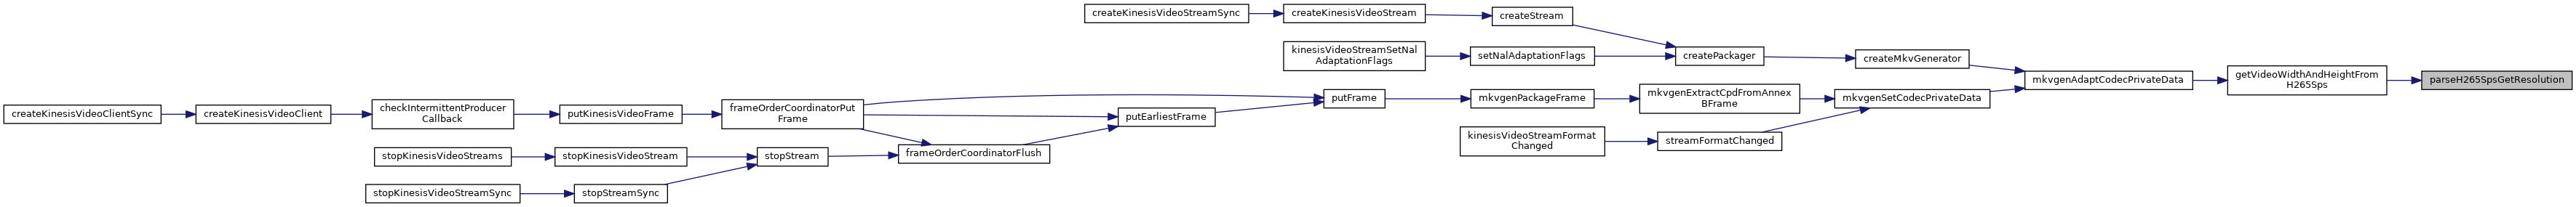 createKinesisVideoStreamSync
createKinesisVideoStream
createStream
kinesisVideoStreamSetNal
AdaptationFlags
setNalAdaptationFlags
createPackager
createMkvGenerator
mkvgenAdaptCodecPrivateData
getVideoWidthAndHeightFrom
H265Sps
parseH265SpsGetResolution
createKinesisVideoClientSync
createKinesisVideoClient
checkIntermittentProducer
Callback
putKinesisVideoFrame
frameOrderCoordinatorPut
Frame
putEarliestFrame
putFrame
mkvgenPackageFrame
mkvgenExtractCpdFromAnnex
BFrame
mkvgenSetCodecPrivateData
kinesisVideoStreamFormat
Changed
streamFormatChanged
stopKinesisVideoStreams
stopKinesisVideoStream
stopStream
frameOrderCoordinatorFlush
stopKinesisVideoStreamSync
stopStreamSync